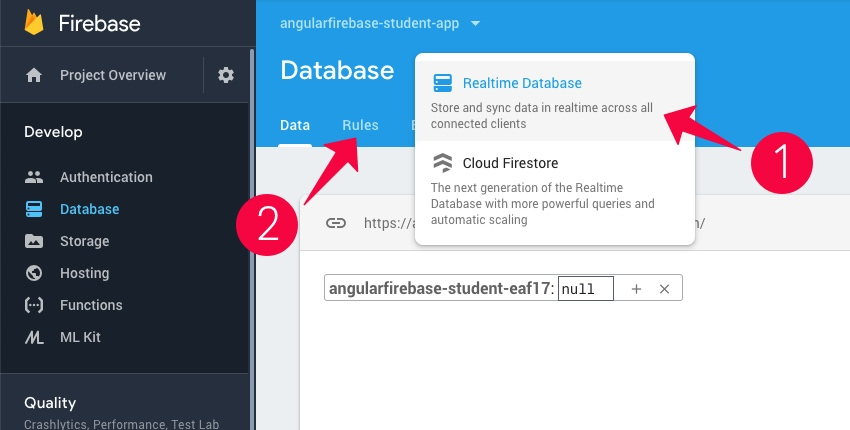 Firebase
Project Overview
Develop
Authentication
Database
Storage
Hosting
Functions
ML Kit
Quality
Crashlytics, Performance, Test Lab
angularfirebase-student-app
Database
Data
Rules
Realtime Database
Store and sync data in realtime across all
connected clients
Cloud Firestore
The next generation of the Realtime
Database with more powerful queries and
automatic scaling
1
2
https://a
m/
angularfirebase-student-eaf17: null + ×